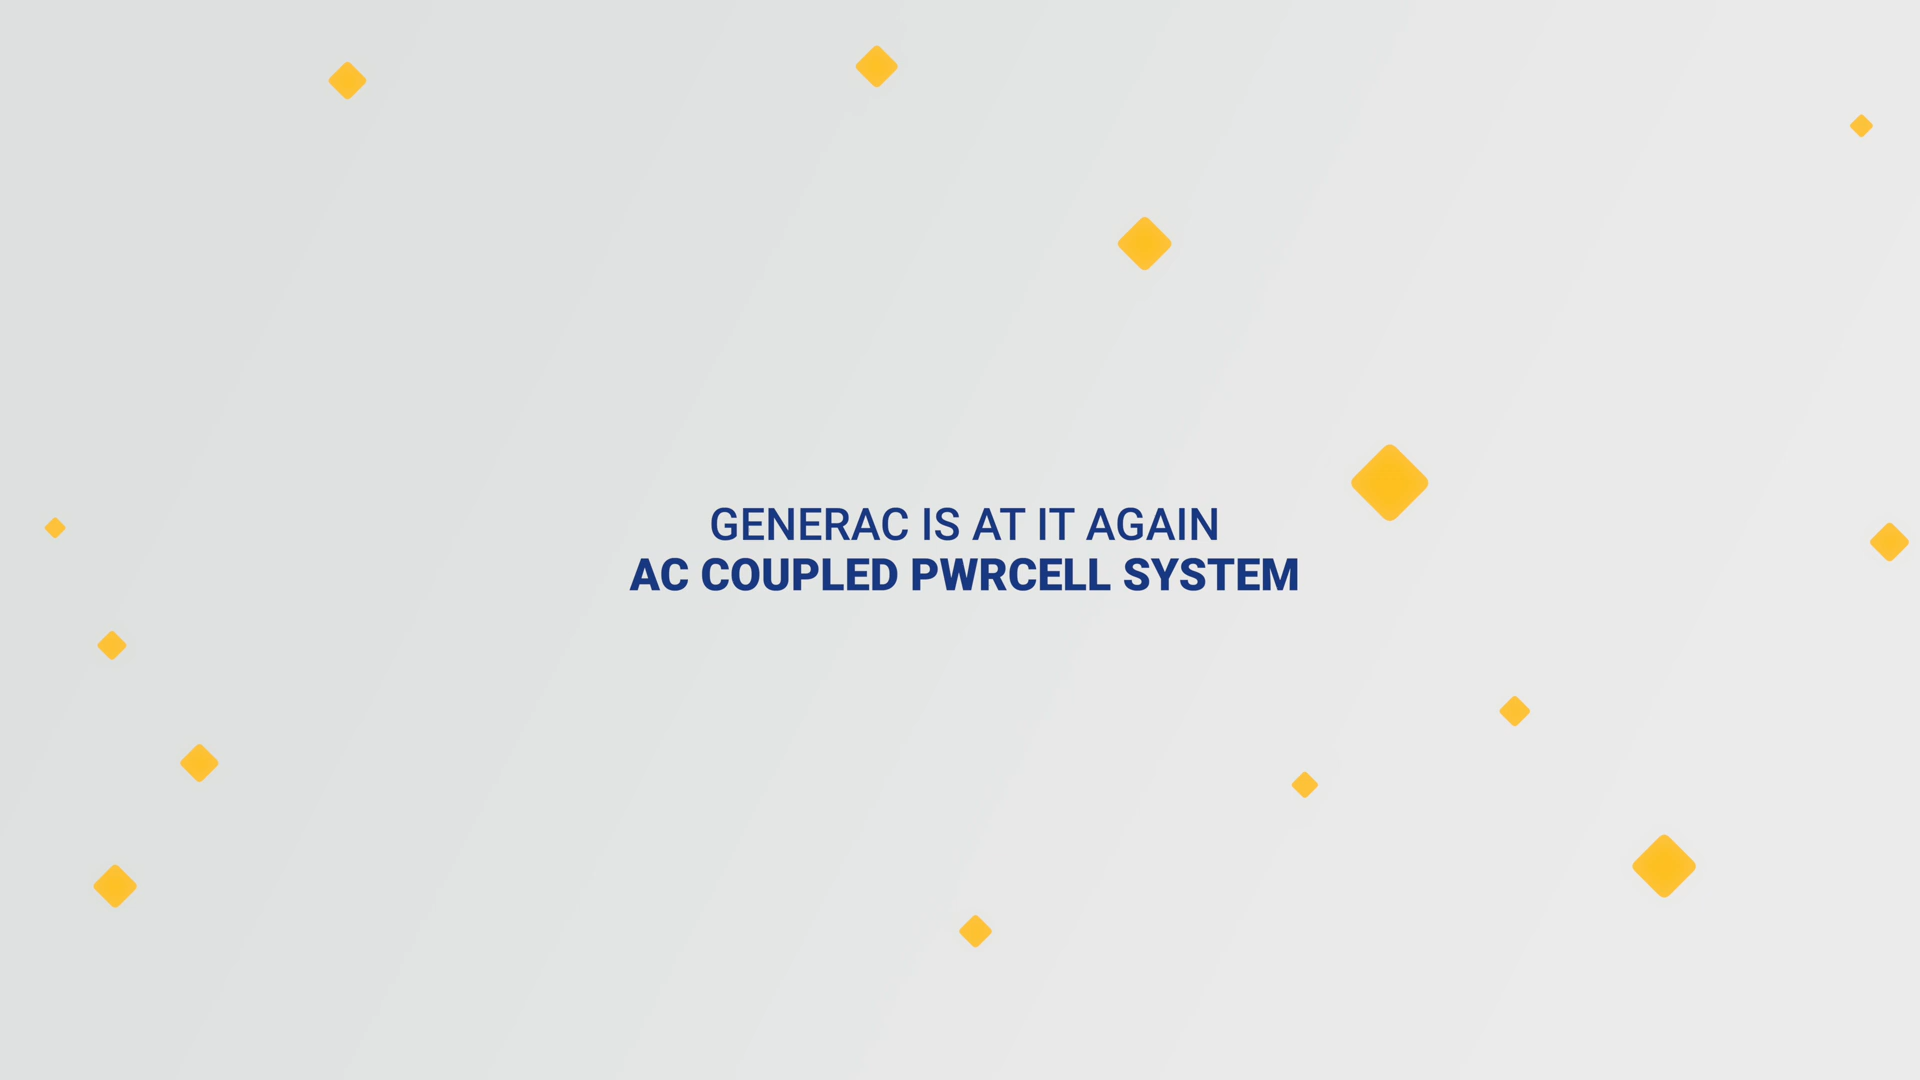 GENERAC IS AT IT AGAIN
AC COUPLED PWRCELL SYSTEM